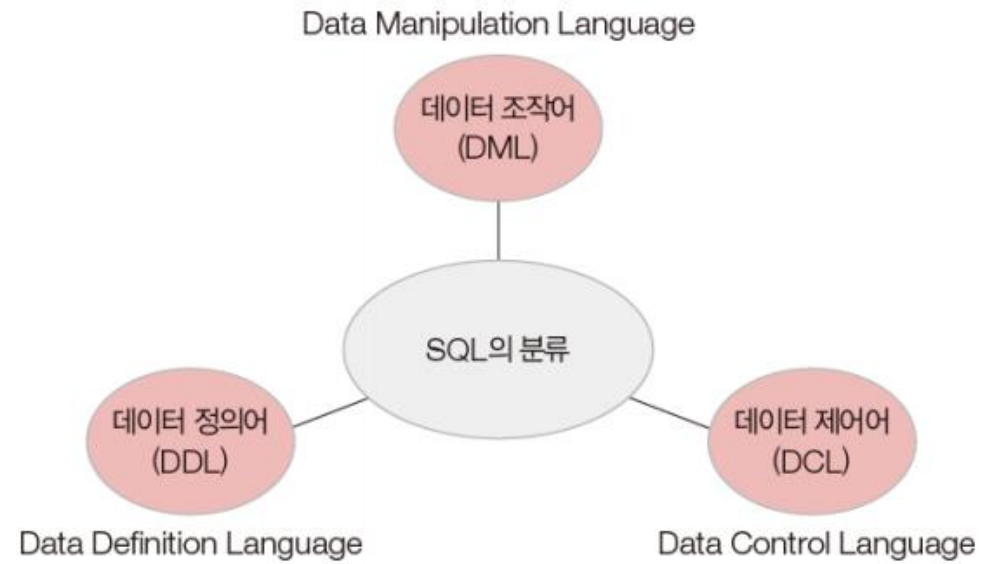 Data Manipulation Language
데이터 조작어
(DML)
SQL의 분류
데이터 정의어
(DDL)
Data Definition Language
데이터 제어어
(DCL)
Data Control Language